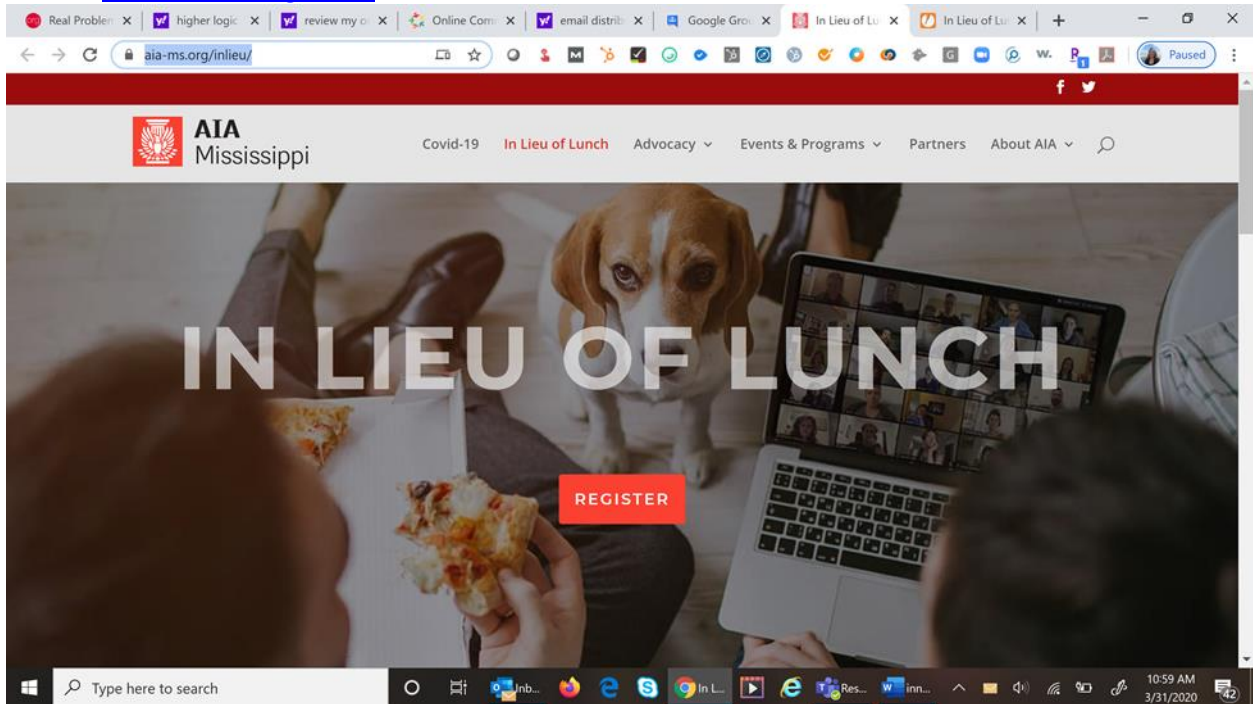 Real Problem
higher logic
review my o
Online Com
email distrib
Google Grou
In Lieu of Lu
In Lieu of Lu
aia-ms.org/inlieu/
Paused
AIA
Mississippi
Covid-19
In Lieu of Lunch
Advocacy
Events & Programs
Partners
About AIA
IN LIEU OF LUNCH
REGISTER
Type here to search
Inb...
In L...
Res...
inn...
10:59 AM
3/31/2020
42